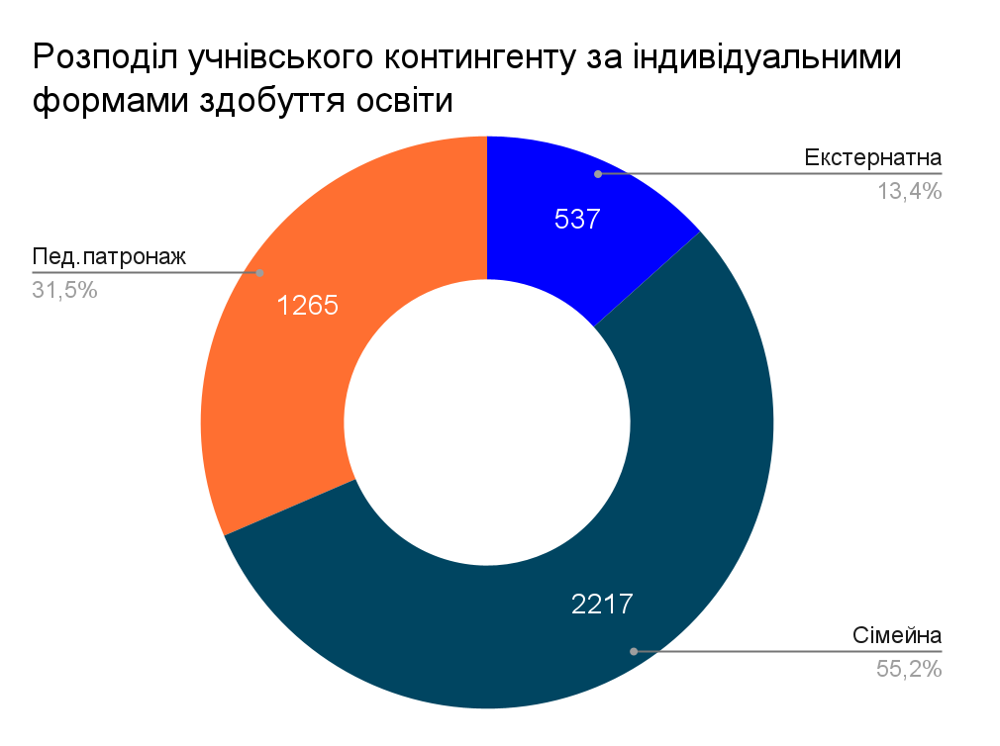 Розподіл учнівського контингенту за індивідуальними
формами здобуття освіти
Екстернатна
13,4%
537
Пед.патронаж
31,5%
1265
2217
Сімейна
55,2%